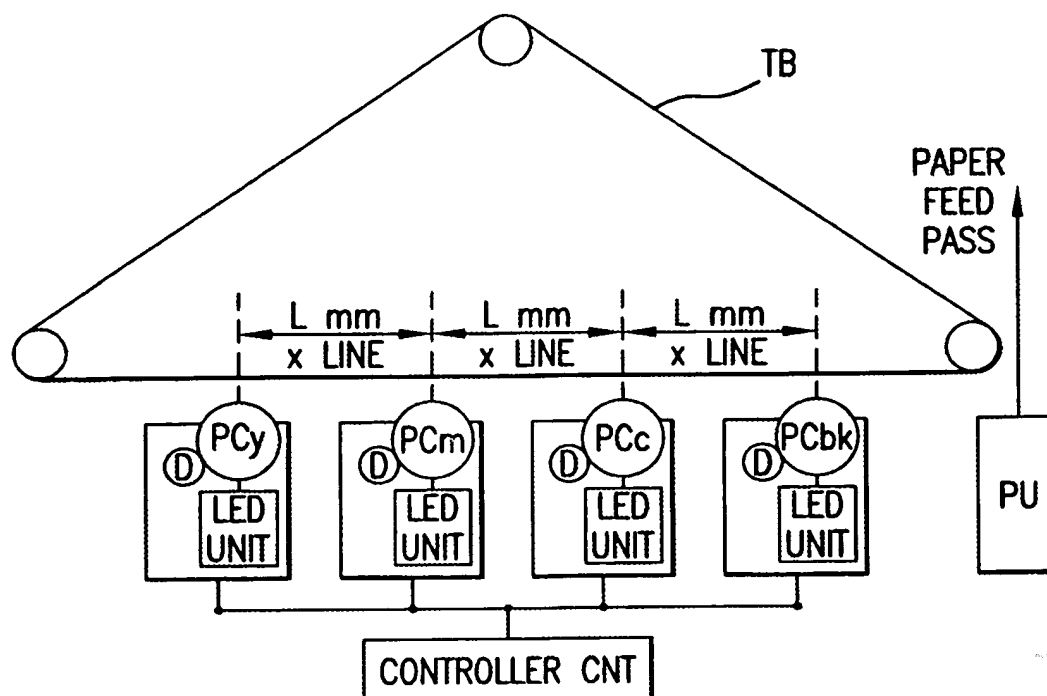 TB
PAPER
FEED
PASS
L mm L mm L mm
x LINE x LINE x LINE
PCy PCm PCc PCbk
D D D D
LED LED LED LED
UNIT UNIT UNIT UNIT
PU
CONTROLLER CNT